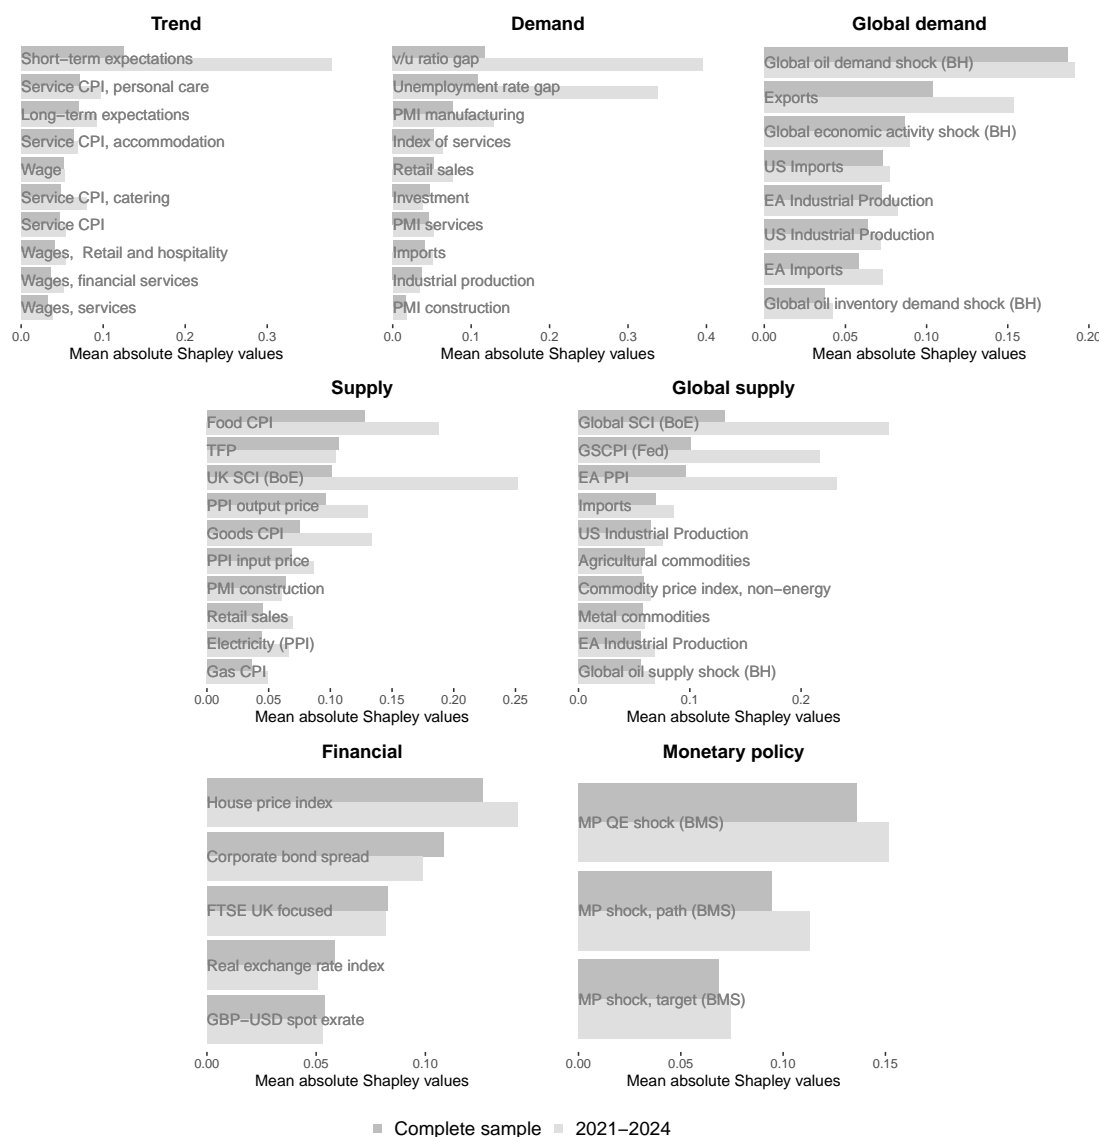 Trend
Short−term expectations
Service CPI, personal care
Long−term expectations
Service CPI, accommodation
Wage
Service CPI, catering
Service CPI
Wages,  Retail and hospitality
Wages, financial services
Wages, services
0.0 0.1 0.2 0.3
Mean absolute Shapley values
Demand
v/u ratio gap
Unemployment rate gap
PMI manufacturing
Index of services
Retail sales
Investment
PMI services
Imports
Industrial production
PMI construction
0.0 0.1 0.2 0.3 0.4
Mean absolute Shapley values
Global demand
Global oil demand shock (BH)
Exports
Global economic activity shock (BH)
US Imports
EA Industrial Production
US Industrial Production
EA Imports
Global oil inventory demand shock (BH)
0.00 0.05 0.10 0.15 0.20
Mean absolute Shapley values
Supply
Food CPI
TFP
UK SCI (BoE)
PPI output price
Goods CPI
PPI input price
PMI construction
Retail sales
Electricity (PPI)
Gas CPI
0.00 0.05 0.10 0.15 0.20 0.25
Mean absolute Shapley values
Global supply
Global SCI (BoE)
GSCPI (Fed)
EA PPI
Imports
US Industrial Production
Agricultural commodities
Commodity price index, non−energy
Metal commodities
EA Industrial Production
Global oil supply shock (BH)
0.0 0.1 0.2
Mean absolute Shapley values
Financial
House price index
Corporate bond spread
FTSE UK focused
Real exchange rate index
GBP−USD spot exrate
0.00 0.05 0.10
Mean absolute Shapley values
Monetary policy
MP QE shock (BMS)
MP shock, path (BMS)
MP shock, target (BMS)
0.00 0.05 0.10 0.15
Mean absolute Shapley values
Complete sample 2021−2024